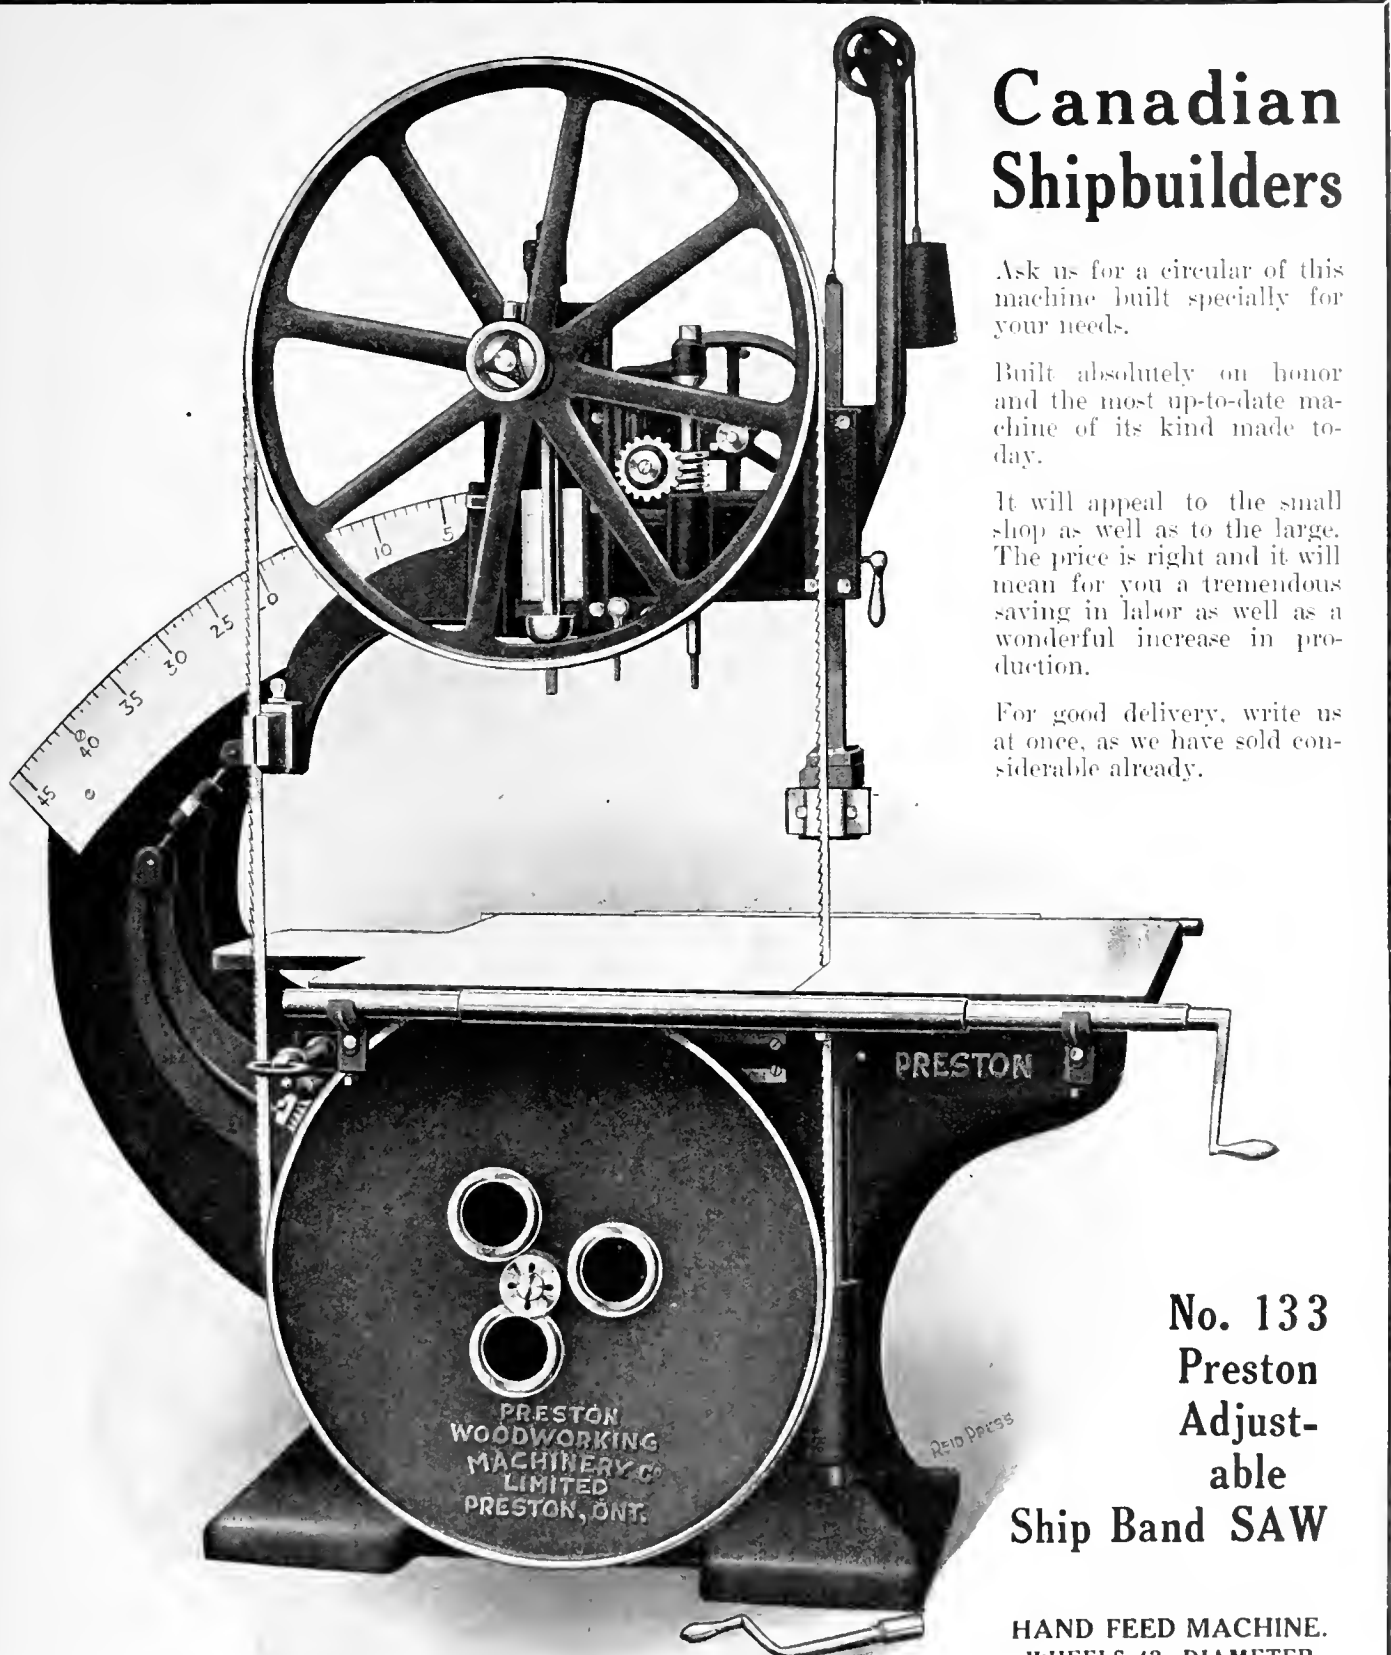 Canadian
Shipbuilders
Ask us for a circular of this
machine built specially for
your needs.
Built absolutely on honor
and the most up-to-date ma-
chine of its kind made to-
day.
It will appeal to the small
shop as well as to the large.
The price is right and it will
mean for you a tremendous
saving in labor as well as a
wonderful increase in pro-
duction.
For good delivery, write us
at once, as we have sold con-
siderable already.
5
10
25
30
35
40
45
PRESTON
PRESTON
WOODWORKING
MACHINERY Co
LIMITED
PRESTON, ONT.
REID PRESS
No. 133
Preston
Adjust-
able
Ship Band SAW
HAND FEED MACHINE.
WHEELS 42 DIAMETER